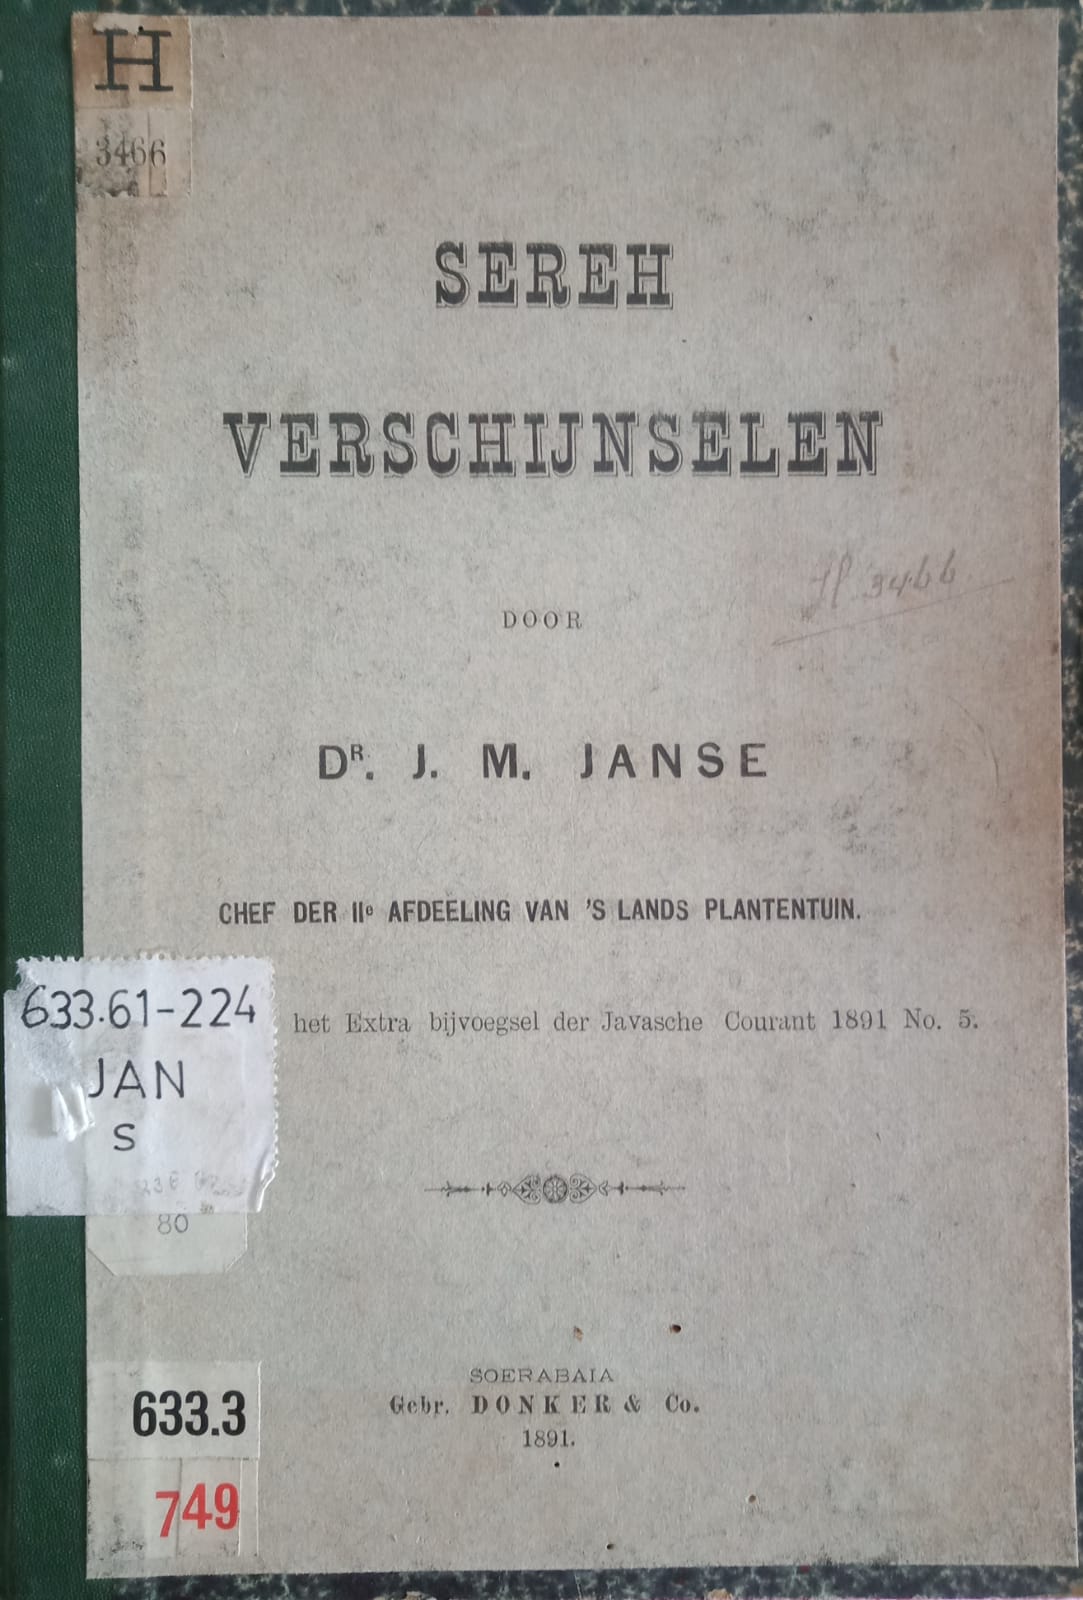 H
3466
SEREH
VERSCHIJNSELEN
3466
DOOR
DR. J. M. JANSE
CHEF DER IIe AFDEELING VAN 'S LANDS PLANTENTUIN.
633.61-224
JAN
S
het Extra bijvoegsel der Javasche Courant 1891 No. 5.
80
SOERABAIA
Gebr. DONKER & Co.
1891.
633.3
749